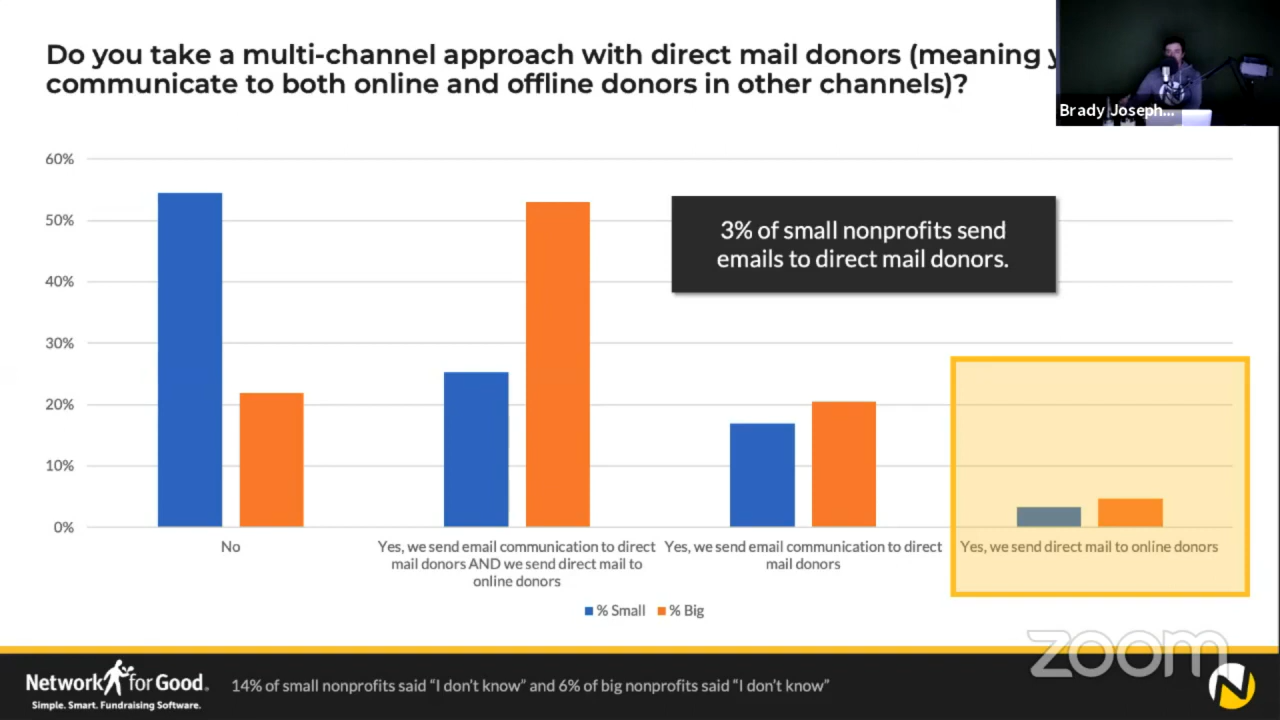 Do you take a multi-channel approach with direct mail donors (meaning
communicate to both online and offline donors in other channels)?
Brady Joseph...
60%
50%
40%
30%
20%
10%
0%
3% of small nonprofits send
emails to direct mail donors.
No
Yes, we send email communication to direct
mail donors AND we send direct mail to
online donors
Yes, we send email communication to direct
mail donors
Yes, we send direct mail to online donors
% Small
% Big
zoom
Network for Good.
Simple. Smart. Fundraising Software.
14% of small nonprofits said “I don’t know” and 6% of big nonprofits said “I don’t know”
N